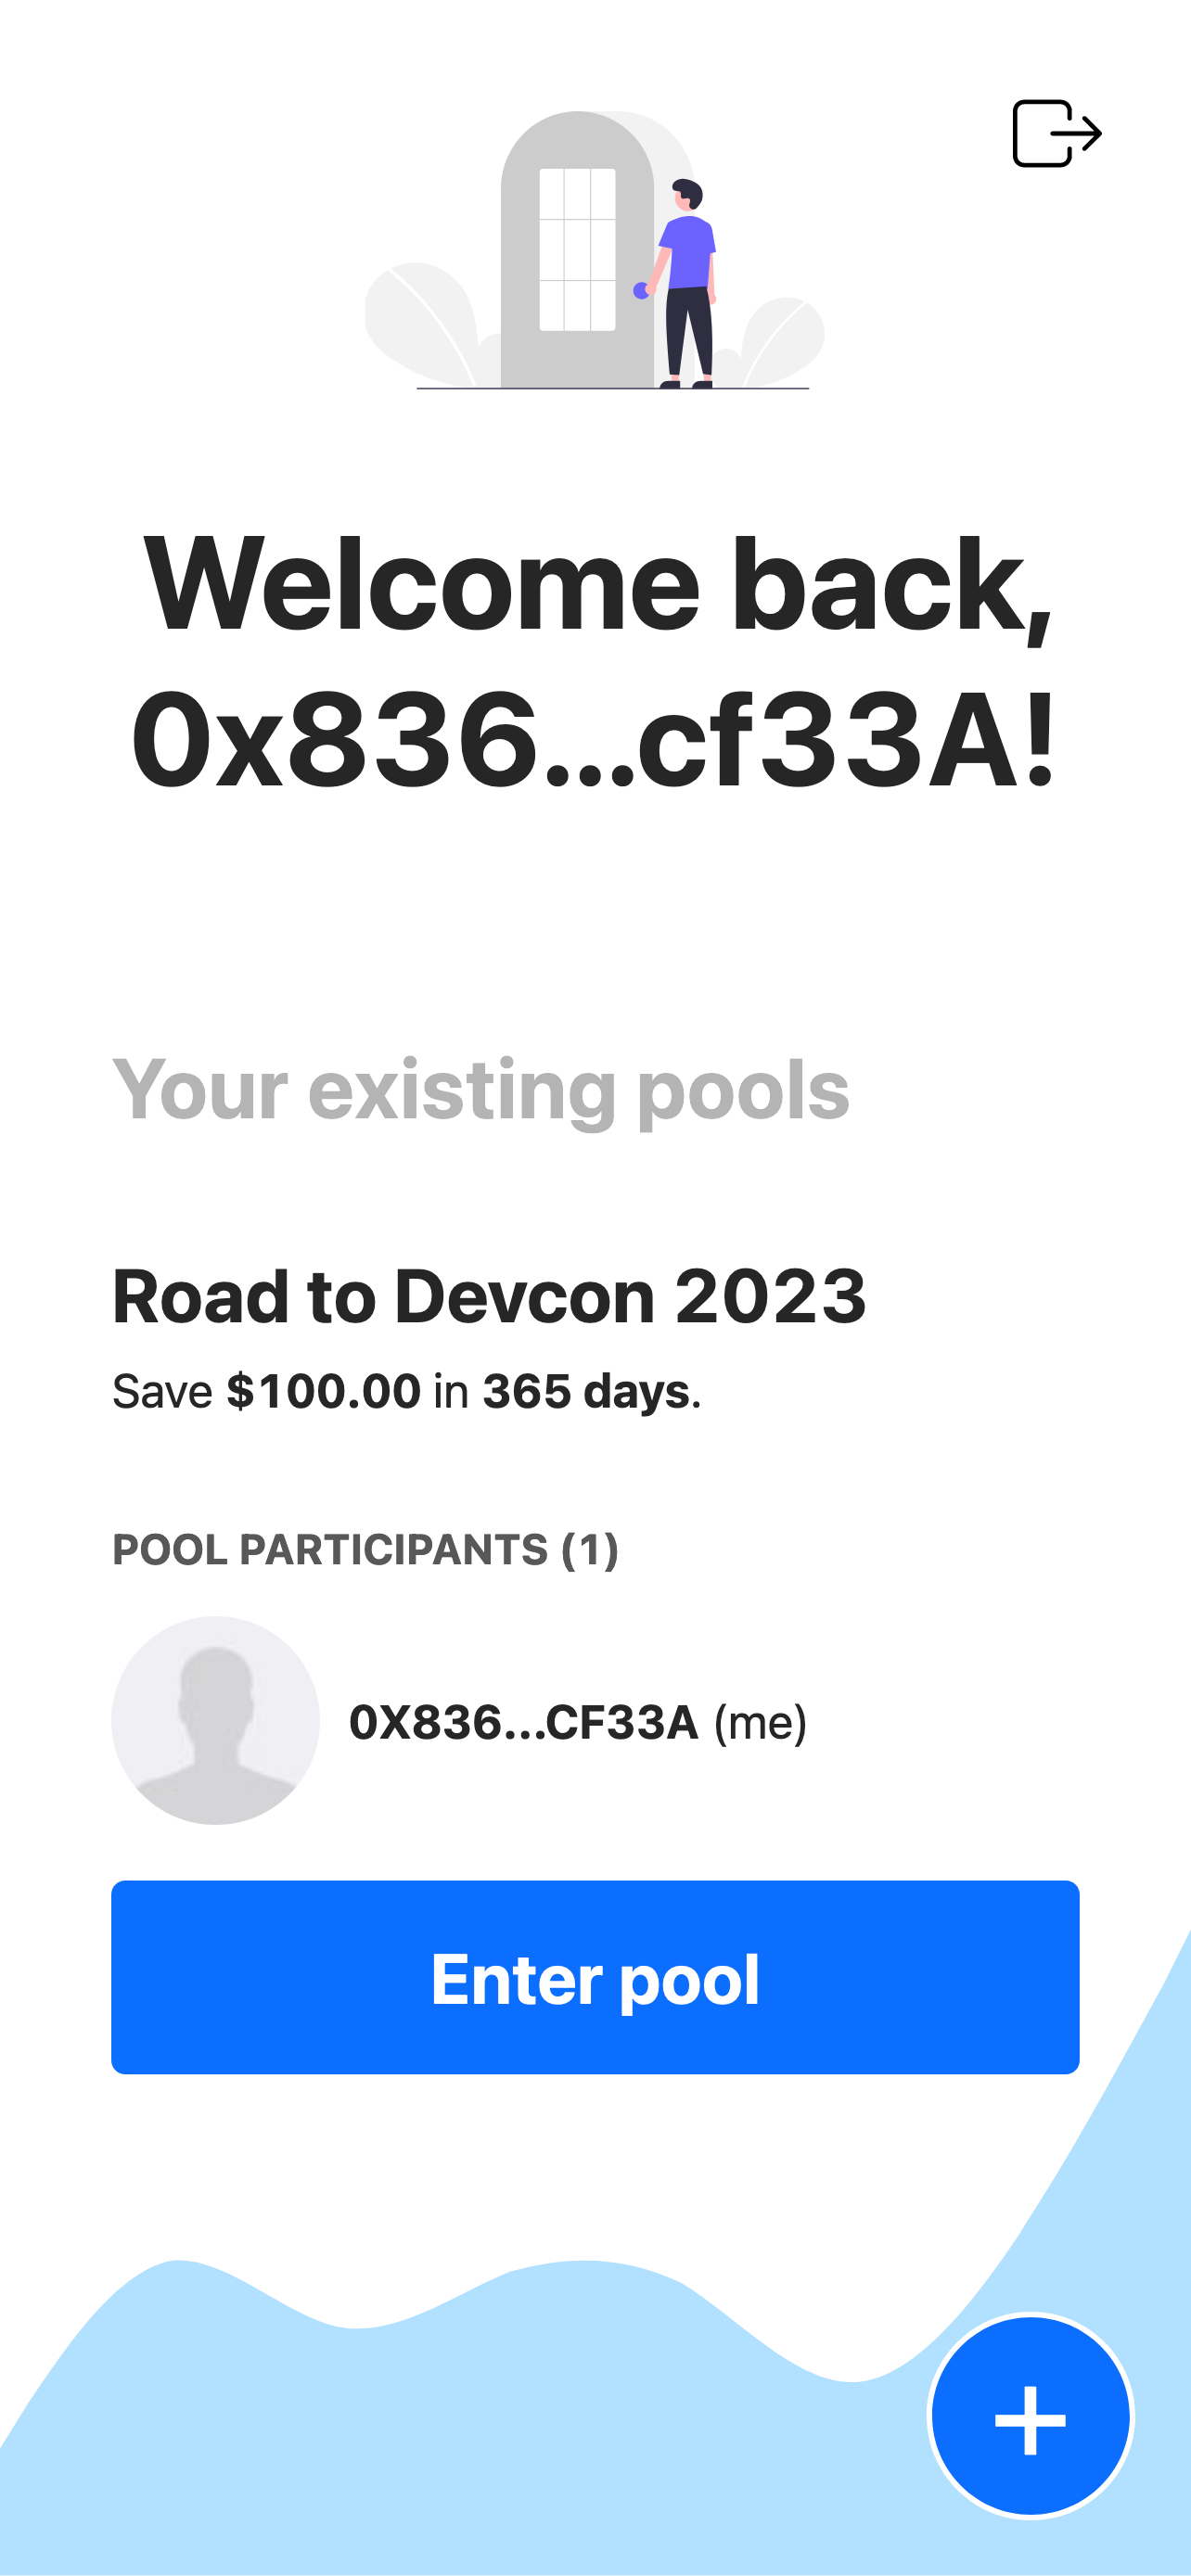 Welcome back,
0x836...cf33A!
Your existing pools
Road to Devcon 2023
Save $100.00 in 365 days.
POOL PARTICIPANTS (1)
0X836...CF33A (me)
Enter pool
+